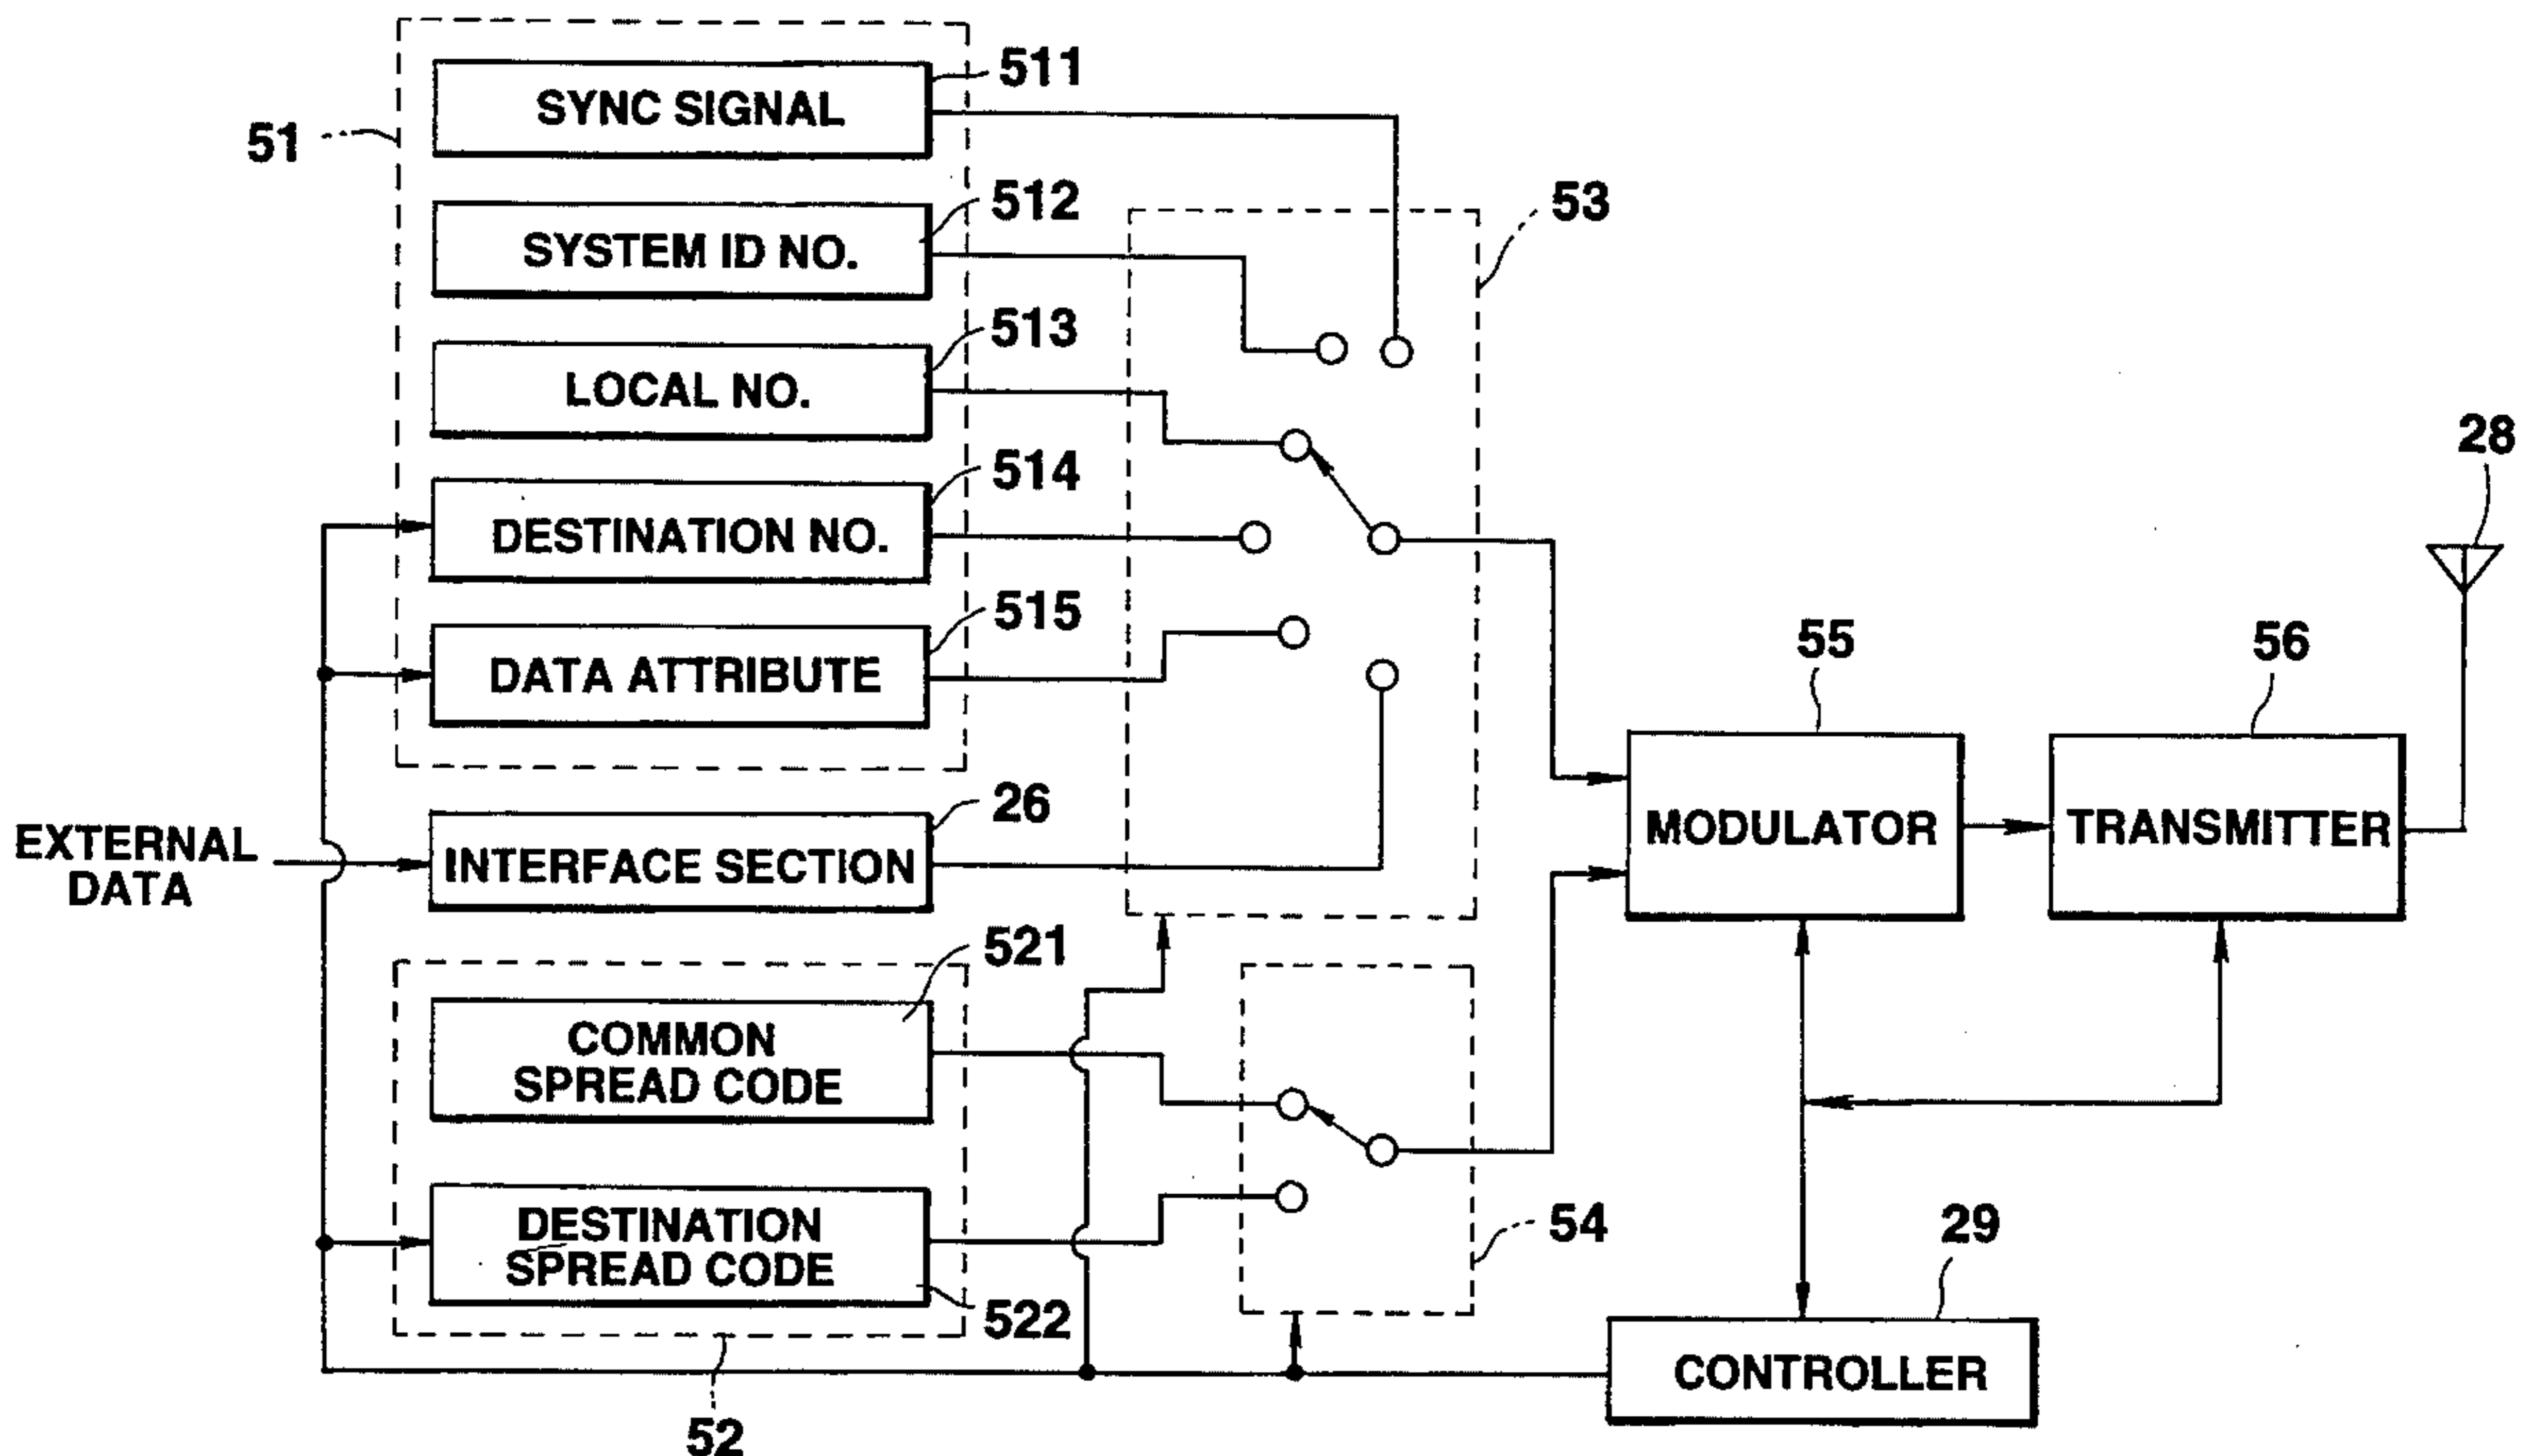 511
SYNC SIGNAL
51
512
SYSTEM ID NO.
53
513
LOCAL NO.
514
DESTINATION NO.
28
515
DATA ATTRIBUTE
55
56
26
EXTERNAL
DATA
INTERFACE SECTION
MODULATOR
TRANSMITTER
521
COMMON
SPREAD CODE
DESTINATION
SPREAD CODE
54
29
522
CONTROLLER
52